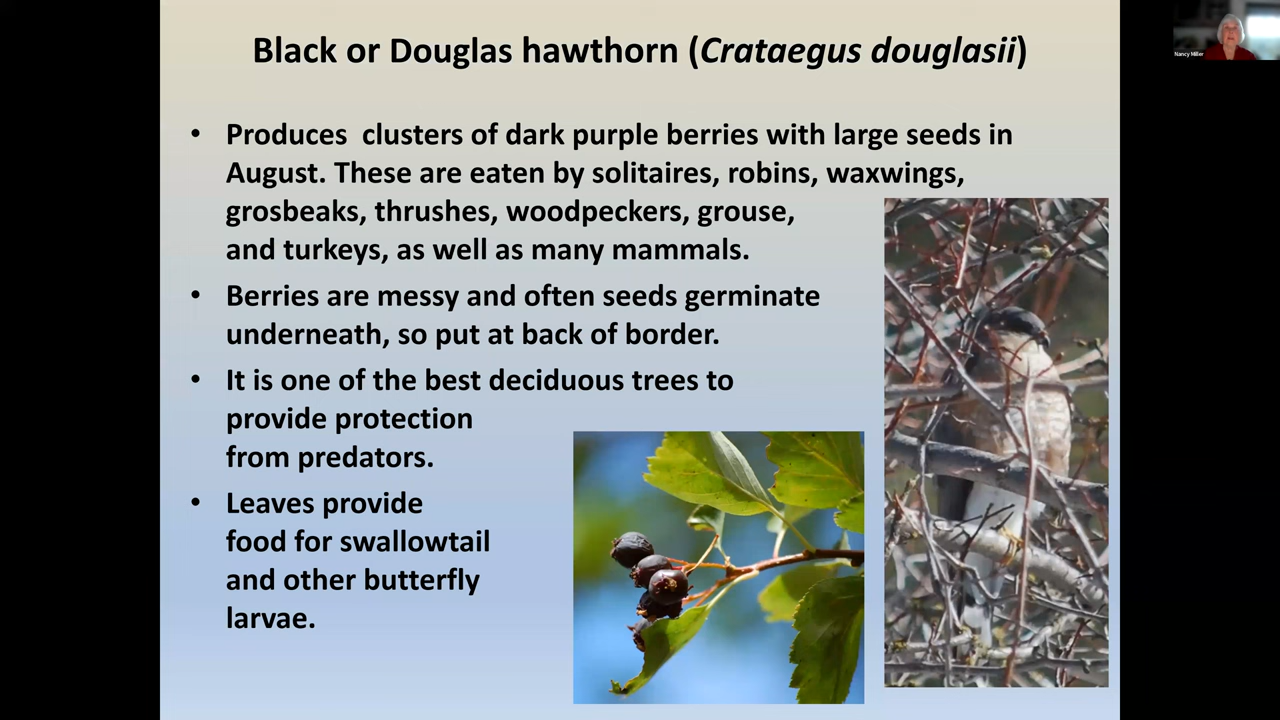 Black or Douglas hawthorn (Crataegus douglasii)
• Produces clusters of dark purple berries with large seeds in
August. These are eaten by solitaires, robins, waxwings,
grosbeaks, thrushes, woodpeckers, grouse,
and turkeys, as well as many mammals.
• Berries are messy and often seeds germinate
underneath, so put at back of border.
• It is one of the best deciduous trees to
provide protection
from predators.
• Leaves provide
food for swallowtail
and other butterfly
larvae.
Nancy Miller